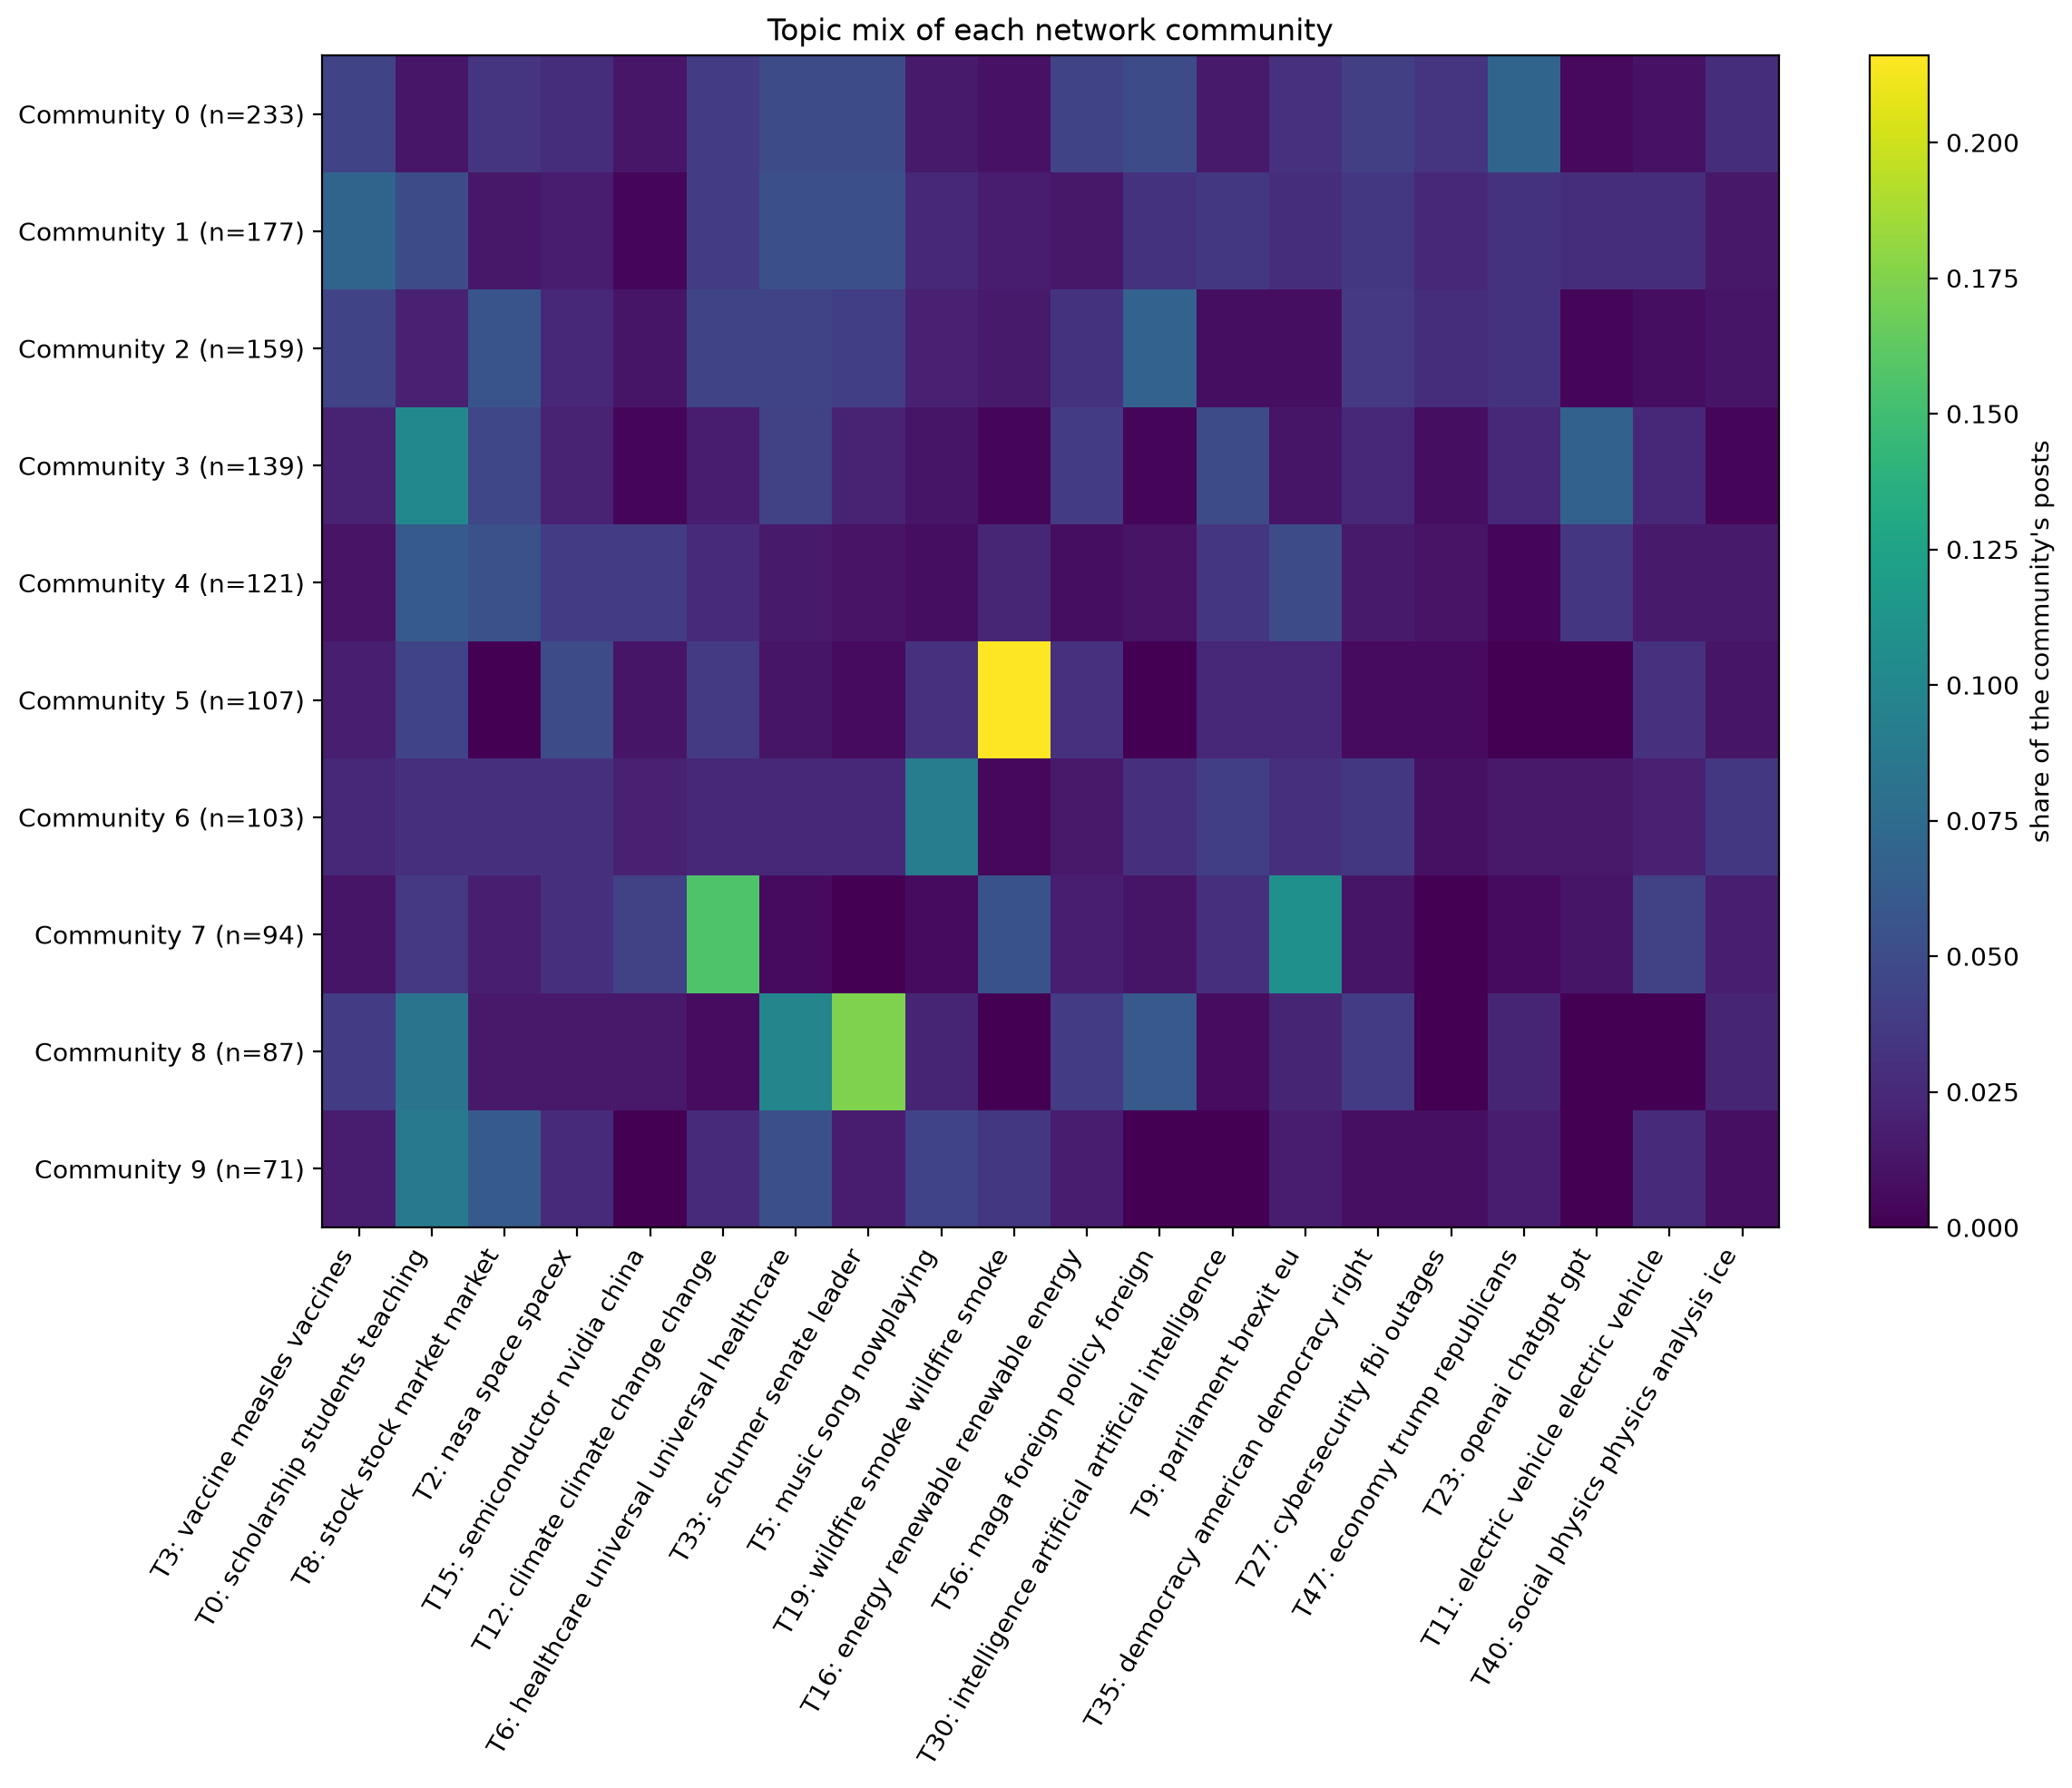 Topic mix of each network community
Community 0 (n=233)
Community 1 (n=177)
Community 2 (n=159)
Community 3 (n=139)
Community 4 (n=121)
Community 5 (n=107)
Community 6 (n=103)
Community 7 (n=94)
Community 8 (n=87)
Community 9 (n=71)
T3: vaccine measles vaccines
T0: scholarship students teaching
T8: stock stock market market
T2: nasa space spacex
T15: semiconductor nvidia china
T12: climate climate change change
T6: healthcare universal universal healthcare
T33: schumer senate leader
T5: music song nowplaying
T19: wildfire smoke wildfire smoke
T16: energy renewable renewable energy
T56: maga foreign policy foreign
T30: intelligence artificial artificial intelligence
T9: parliament brexit eu
T35: democracy american democracy right
T27: cybersecurity fbi outages
T47: economy trump republicans
T23: openai chatgpt gpt
T11: electric vehicle electric vehicle
T40: social physics physics analysis ice
0.200
0.175
0.150
0.125
0.100
0.075
0.050
0.025
0.000
share of the community's posts